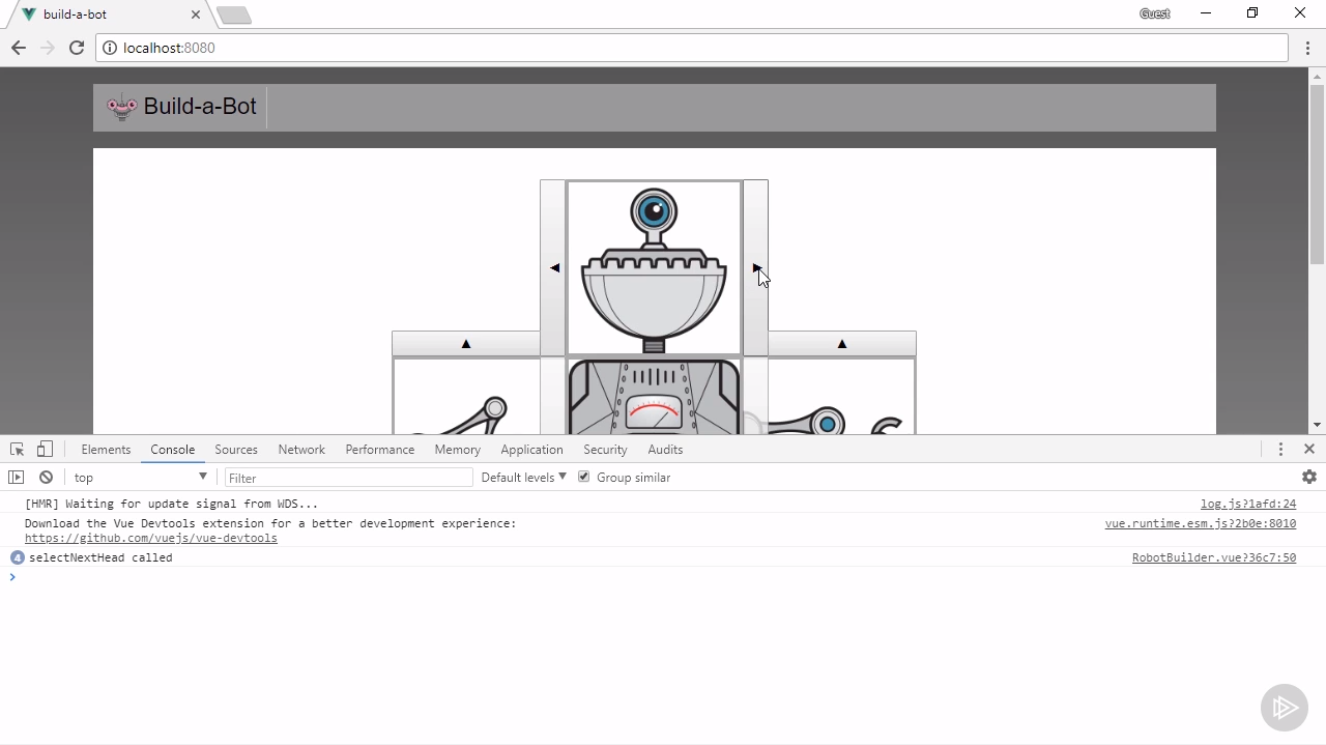 build-a-bot
Guest
localhost:8080
Build-a-Bot
Elements Console Sources Network Performance Memory Application Security Audits
top Filter Default levels Group similar
[HMR] Waiting for update signal from WDS... log.js?1afd:24
Download the Vue Devtools extension for a better development experience: vue.runtime.esm.js?2b0e:8010
https://github.com/vuejs/vue-devtools
4 selectNextHead called RobotBuilder.vue?36c7:50